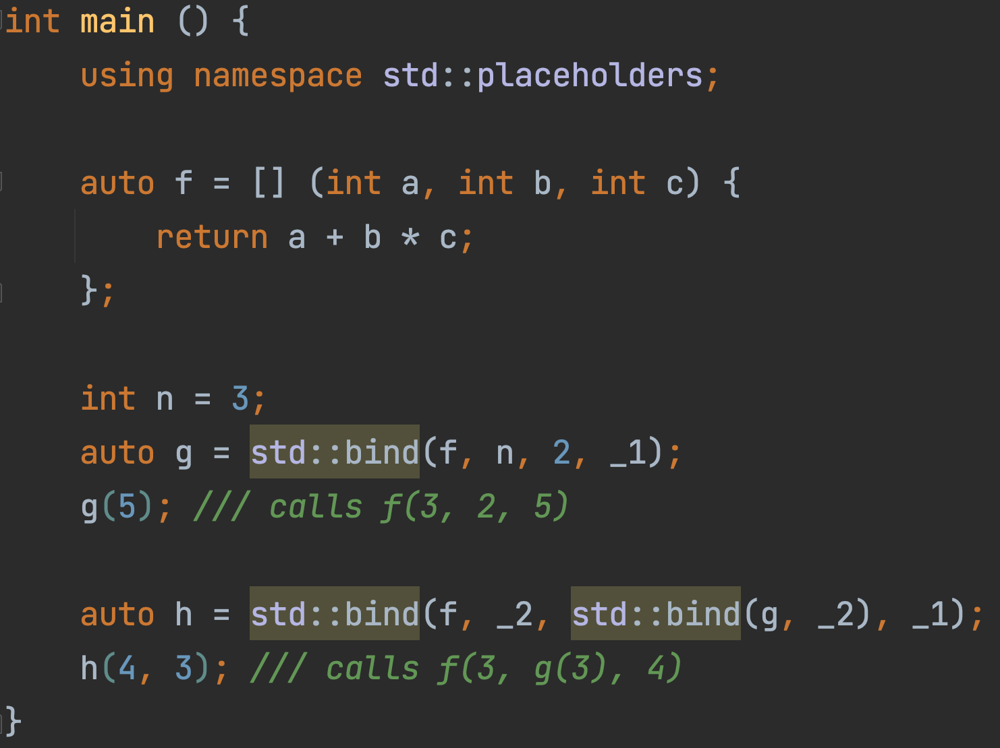 int main () {
    using namespace std::placeholders;
    auto f = [] (int a, int b, int c) {
        return a + b * c;
    };
    int n = 3;
    auto g = std::bind(f, n, 2, _1);
    g(5); /// calls f(3, 2, 5)
    auto h = std::bind(f, _2, std::bind(g, _2), _1);
    h(4, 3); /// calls f(3, g(3), 4)
}